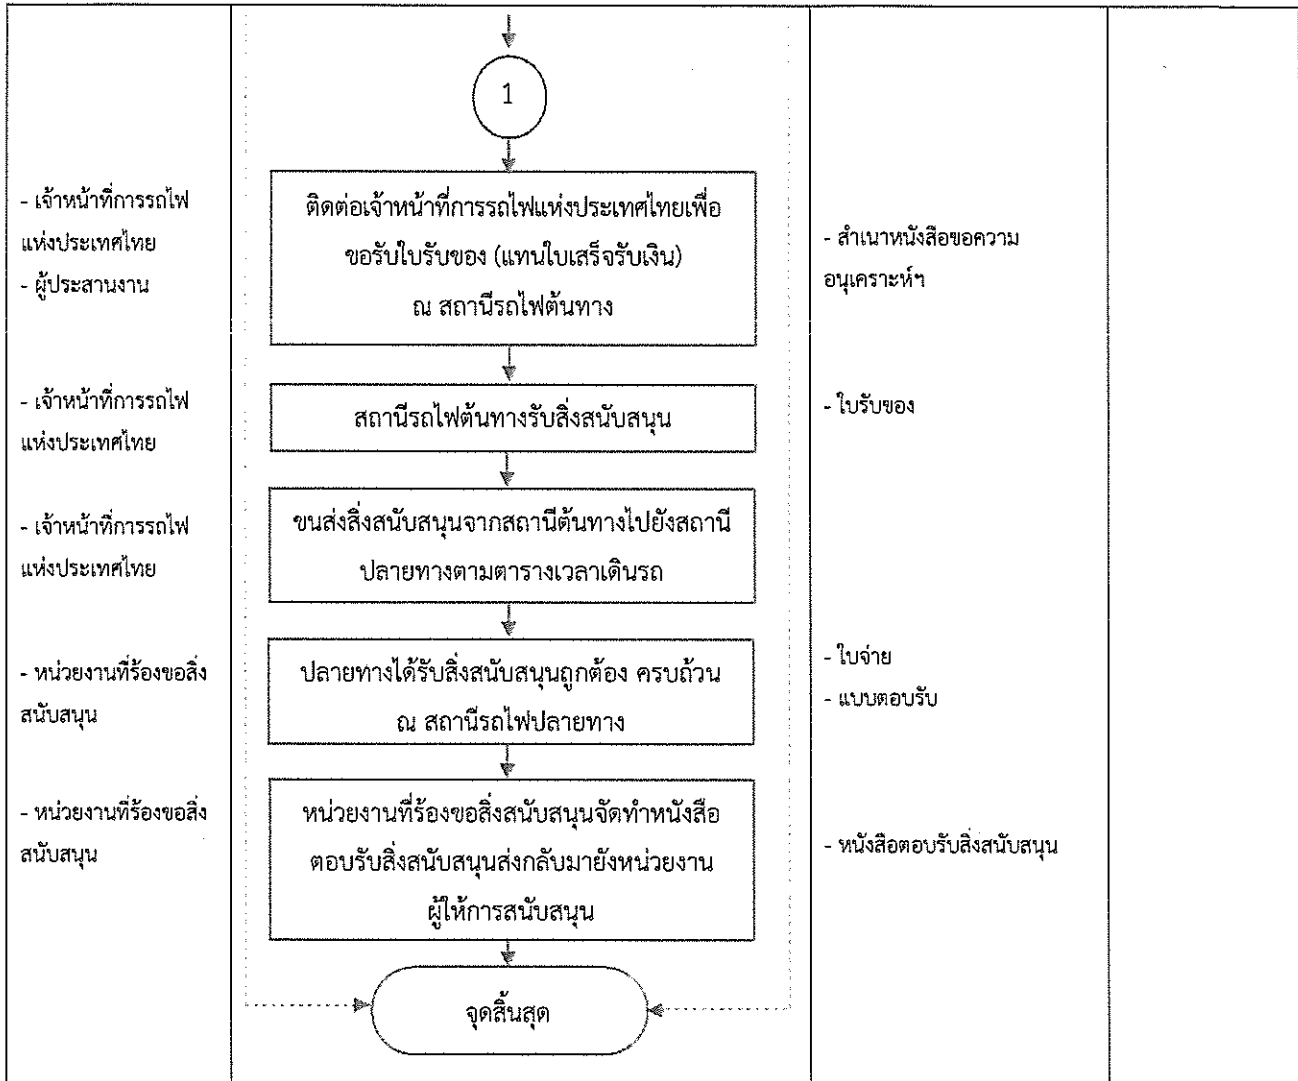 1
- เจ้าหน้าที่การรถไฟ
แห่งประเทศไทย
- ผู้ประสานงาน
ติดต่อเจ้าหน้าที่การรถไฟแห่งประเทศไทยเพื่อ
ขอรับใบรับของ (แทนใบเสร็จรับเงิน)
ณ สถานีรถไฟต้นทาง
- สำเนาหนังสือขอความ
อนุเคราะห์ฯ
- เจ้าหน้าที่การรถไฟ
แห่งประเทศไทย
สถานีรถไฟต้นทางรับสิ่งสนับสนุน
- ใบรับของ
- เจ้าหน้าที่การรถไฟ
แห่งประเทศไทย
ขนส่งสิ่งสนับสนุนจากสถานีต้นทางไปยังสถานี
ปลายทางตามตารางเวลาเดินรถ
- หน่วยงานที่ร้องขอสิ่ง
สนับสนุน
ปลายทางได้รับสิ่งสนับสนุนถูกต้อง ครบถ้วน
ณ สถานีรถไฟปลายทาง
- ใบจ่าย
- แบบตอบรับ
- หน่วยงานที่ร้องขอสิ่ง
สนับสนุน
หน่วยงานที่ร้องขอสิ่งสนับสนุนจัดทำหนังสือ
ตอบรับสิ่งสนับสนุนส่งกลับมายังหน่วยงาน
ผู้ให้การสนับสนุน
- หนังสือตอบรับสิ่งสนับสนุน
จุดสิ้นสุด